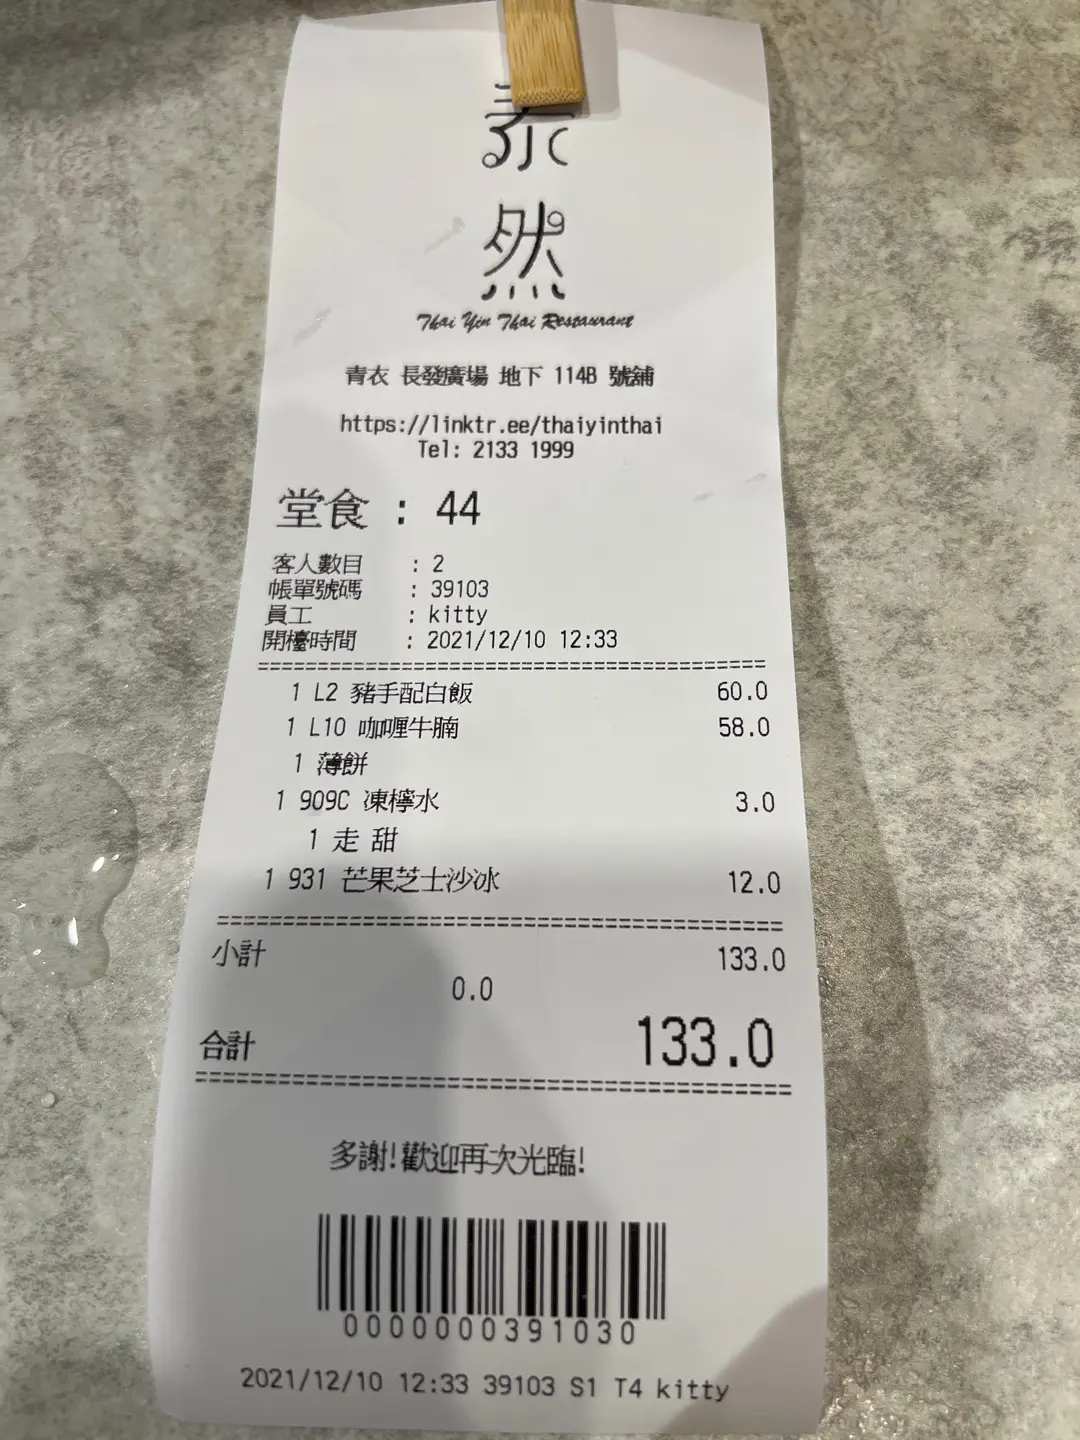 泰
然
Thai Yin Thai Restaurant
青衣 長發廣場 地下 114B 號舖
https://linktr.ee/thaiyinthai
Tel: 2133 1999
堂食 : 44
客人數目 : 2
帳單號碼 : 39103
員工 : kitty
開檯時間 : 2021/12/10 12:33
1 L2 豬手配白飯 60.0
1 L10 咖喱牛腩 58.0
1 薄餅
1 909C 凍檸水 3.0
1 走 甜
1 931 芒果芝士沙冰 12.0
小計 133.0
0.0
合計 133.0
多謝!歡迎再次光臨!
0000000391030
2021/12/10 12:33 39103 S1 T4 kitty